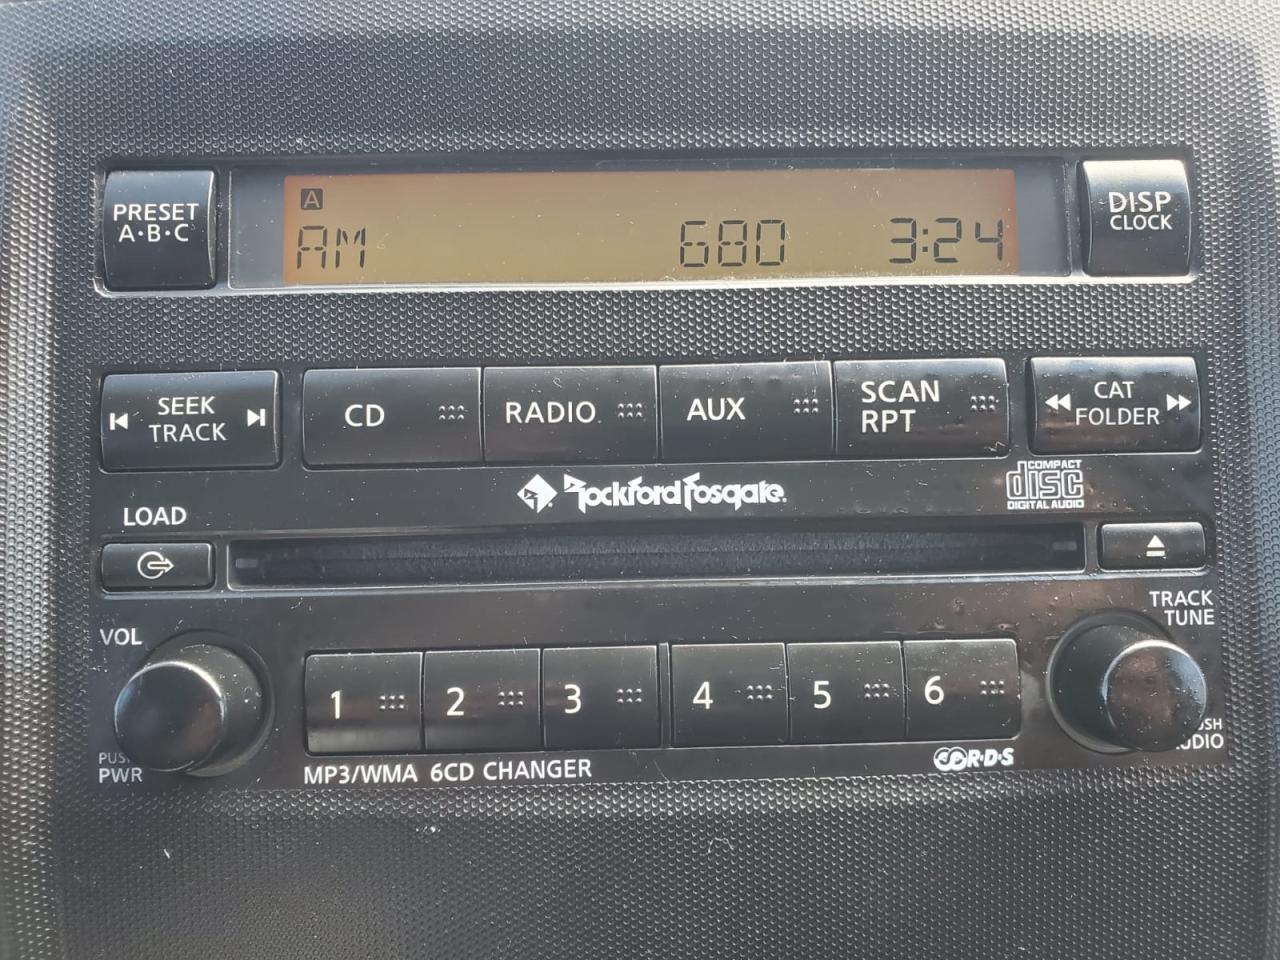 PRESET
A·B·C
A
AM 680 3:24
DISP
CLOCK
SEEK
TRACK
CD
RADIO
AUX
SCAN
RPT
CAT
FOLDER
Rockford Fosgate
COMPACT
disc
DIGITAL AUDIO
LOAD
VOL
TRACK
TUNE
1
2
3
4
5
6
PWR
MP3/WMA 6CD CHANGER
R·D·S